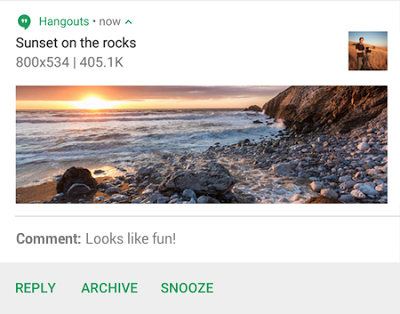 Hangouts • now
Sunset on the rocks
800x534 | 405.1K
Comment: Looks like fun!
REPLY ARCHIVE SNOOZE